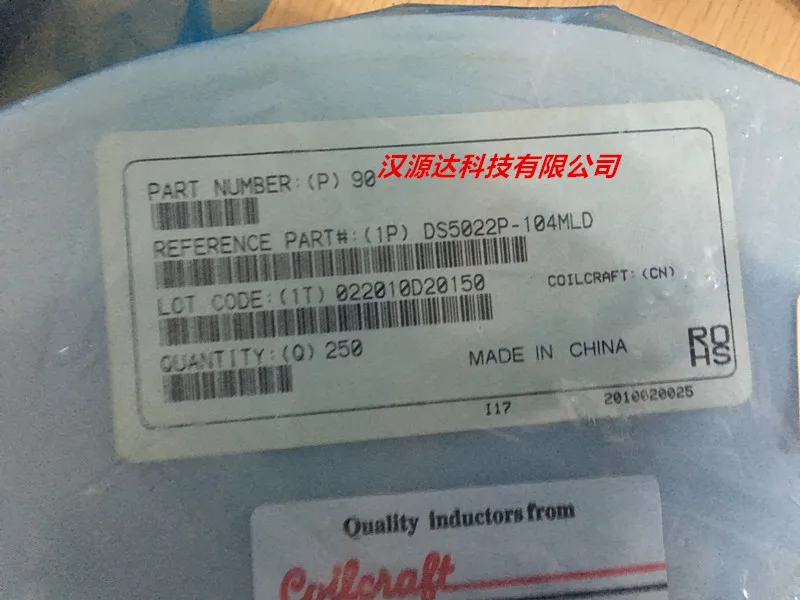 PART NUMBER:(P) 90
汉源达科技有限公司
REFERENCE PART#:(1P) DS5022P-104MLD
LOT CODE:(1T) 022010D20150
COILCRAFT:(CN)
QUANTITY:(Q) 250
MADE IN CHINA
RO
HS
I17
2010020025
Quality inductors from
Coilcraft